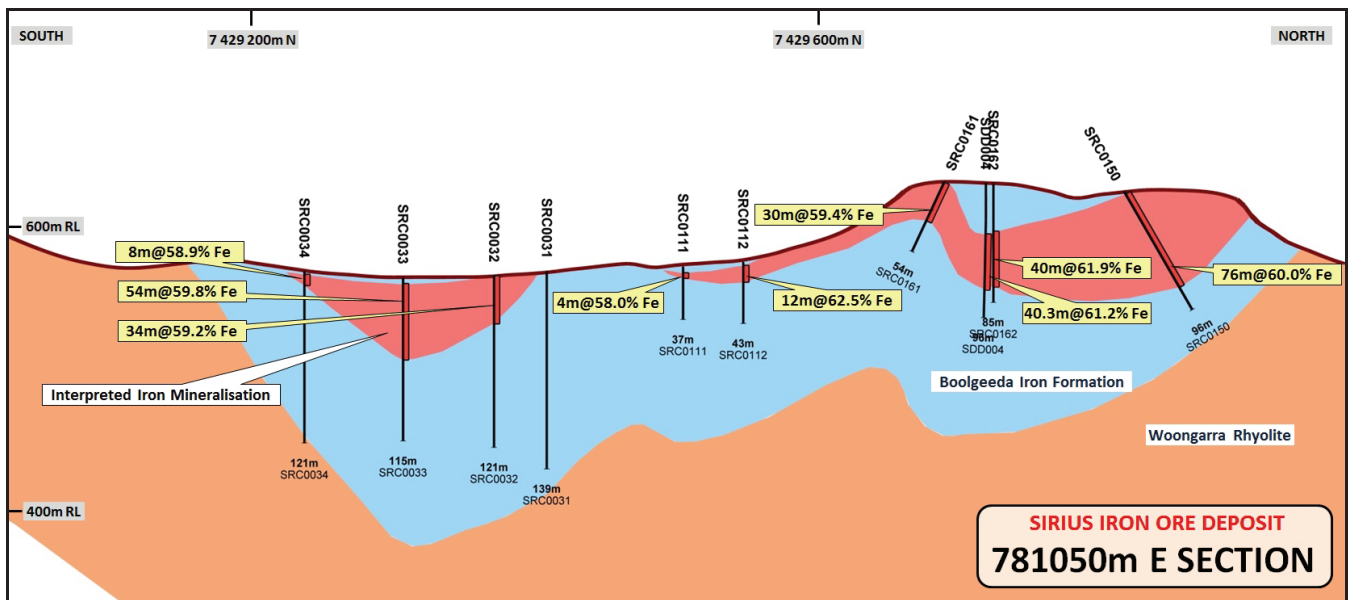 SOUTH
7 429 200m N
7 429 600m N
NORTH
600m RL
400m RL
SRC0034
SRC0033
SRC0032
SRC0031
SRC0111
SRC0112
SRC0161
SDD004
SRC0162
SRC0150
8m@58.9% Fe
54m@59.8% Fe
34m@59.2% Fe
4m@58.0% Fe
12m@62.5% Fe
30m@59.4% Fe
40m@61.9% Fe
40.3m@61.2% Fe
76m@60.0% Fe
Interpreted Iron Mineralisation
121m
SRC0034
115m
SRC0033
121m
SRC0032
139m
SRC0031
37m
SRC0111
43m
SRC0112
54m
SRC0161
85m
SRC0162
96m
SDD004
96m
SRC0150
Boolgeeda Iron Formation
Woongarra Rhyolite
SIRIUS IRON ORE DEPOSIT
781050m E SECTION